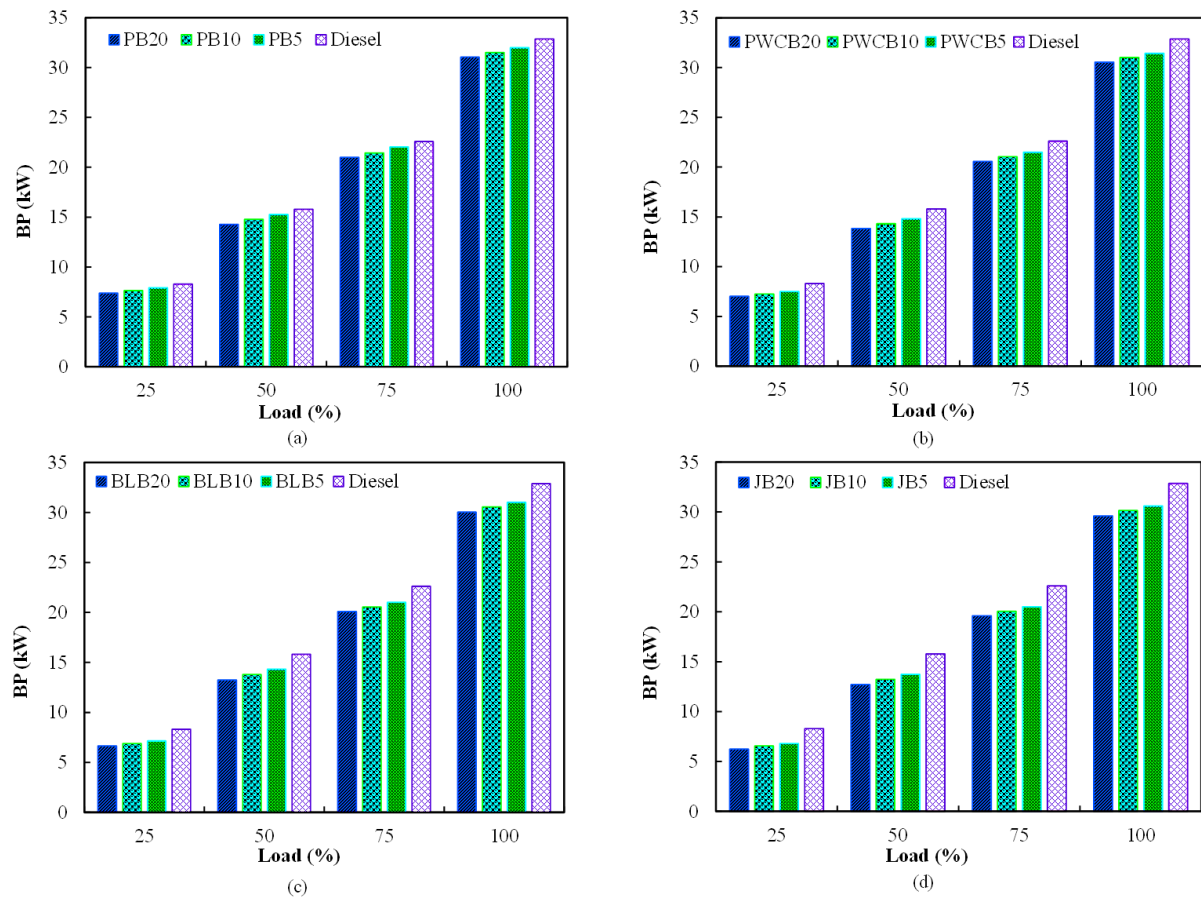 PB20 PB10 PB5 Diesel
35
30
25
20
15
10
5
0
BP (kW)
25 50 75 100
Load (%)
(a)
PWCB20 PWCB10 PWCB5 Diesel
35
30
25
20
15
10
5
0
BP (kW)
25 50 75 100
Load (%)
(b)
BLB20 BLB10 BLB5 Diesel
35
30
25
20
15
10
5
0
BP (kW)
25 50 75 100
Load (%)
(c)
JB20 JB10 JB5 Diesel
35
30
25
20
15
10
5
0
BP (kW)
25 50 75 100
Load (%)
(d)